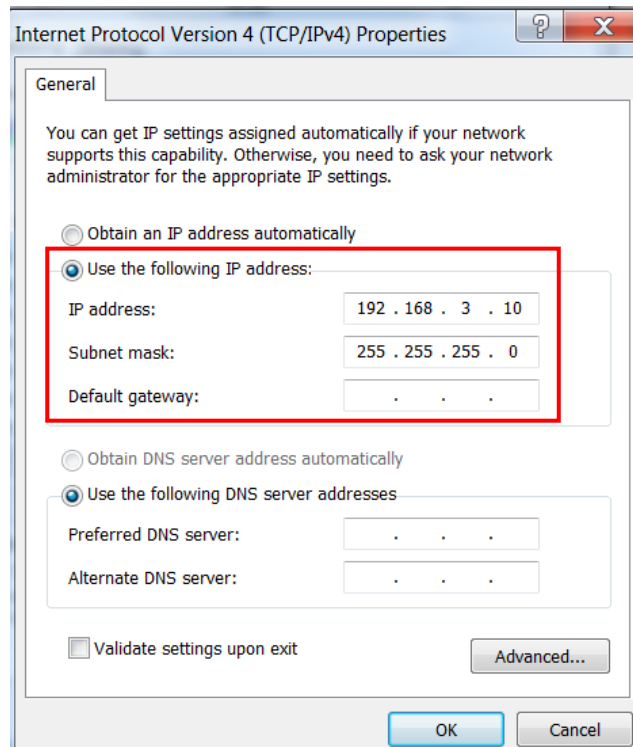 Internet Protocol Version 4 (TCP/IPv4) Properties
General
You can get IP settings assigned automatically if your network
supports this capability. Otherwise, you need to ask your network
administrator for the appropriate IP settings.
Obtain an IP address automatically
Use the following IP address:
IP address: 192 . 168 . 3 . 10
Subnet mask: 255 . 255 . 255 . 0
Default gateway: . . .
Obtain DNS server address automatically
Use the following DNS server addresses
Preferred DNS server: . . .
Alternate DNS server: . . .
Validate settings upon exit
Advanced...
OK Cancel